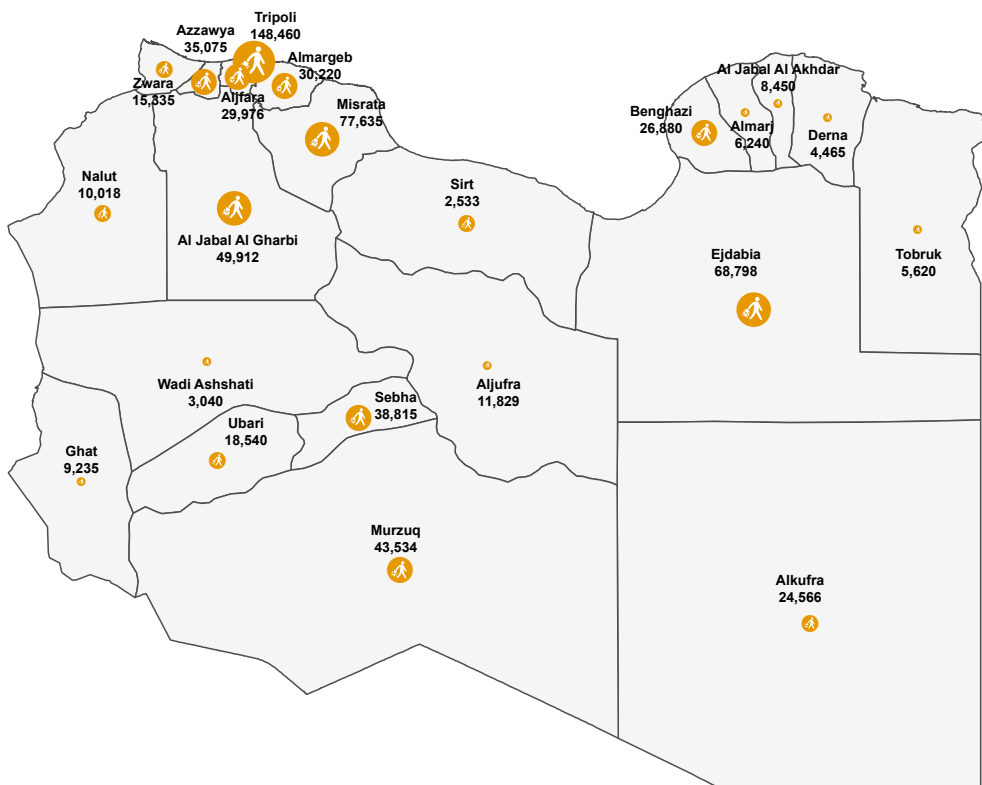 Tripoli
148,460
Azzawya
35,075
Almargeb
30,220
Zwara
15,335
Aljfara
29,976
Misrata
77,635
Al Jabal Al Akhdar
8,450
Benghazi
26,880
Almarj
6,240
Derna
4,465
Nalut
10,018
Sirt
2,533
Al Jabal Al Gharbi
49,912
Ejdabia
68,798
Tobruk
5,620
Wadi Ashshati
3,040
Aljufra
11,829
Sebha
38,815
Ubari
18,540
Ghat
9,235
Murzuq
43,534
Alkufra
24,566